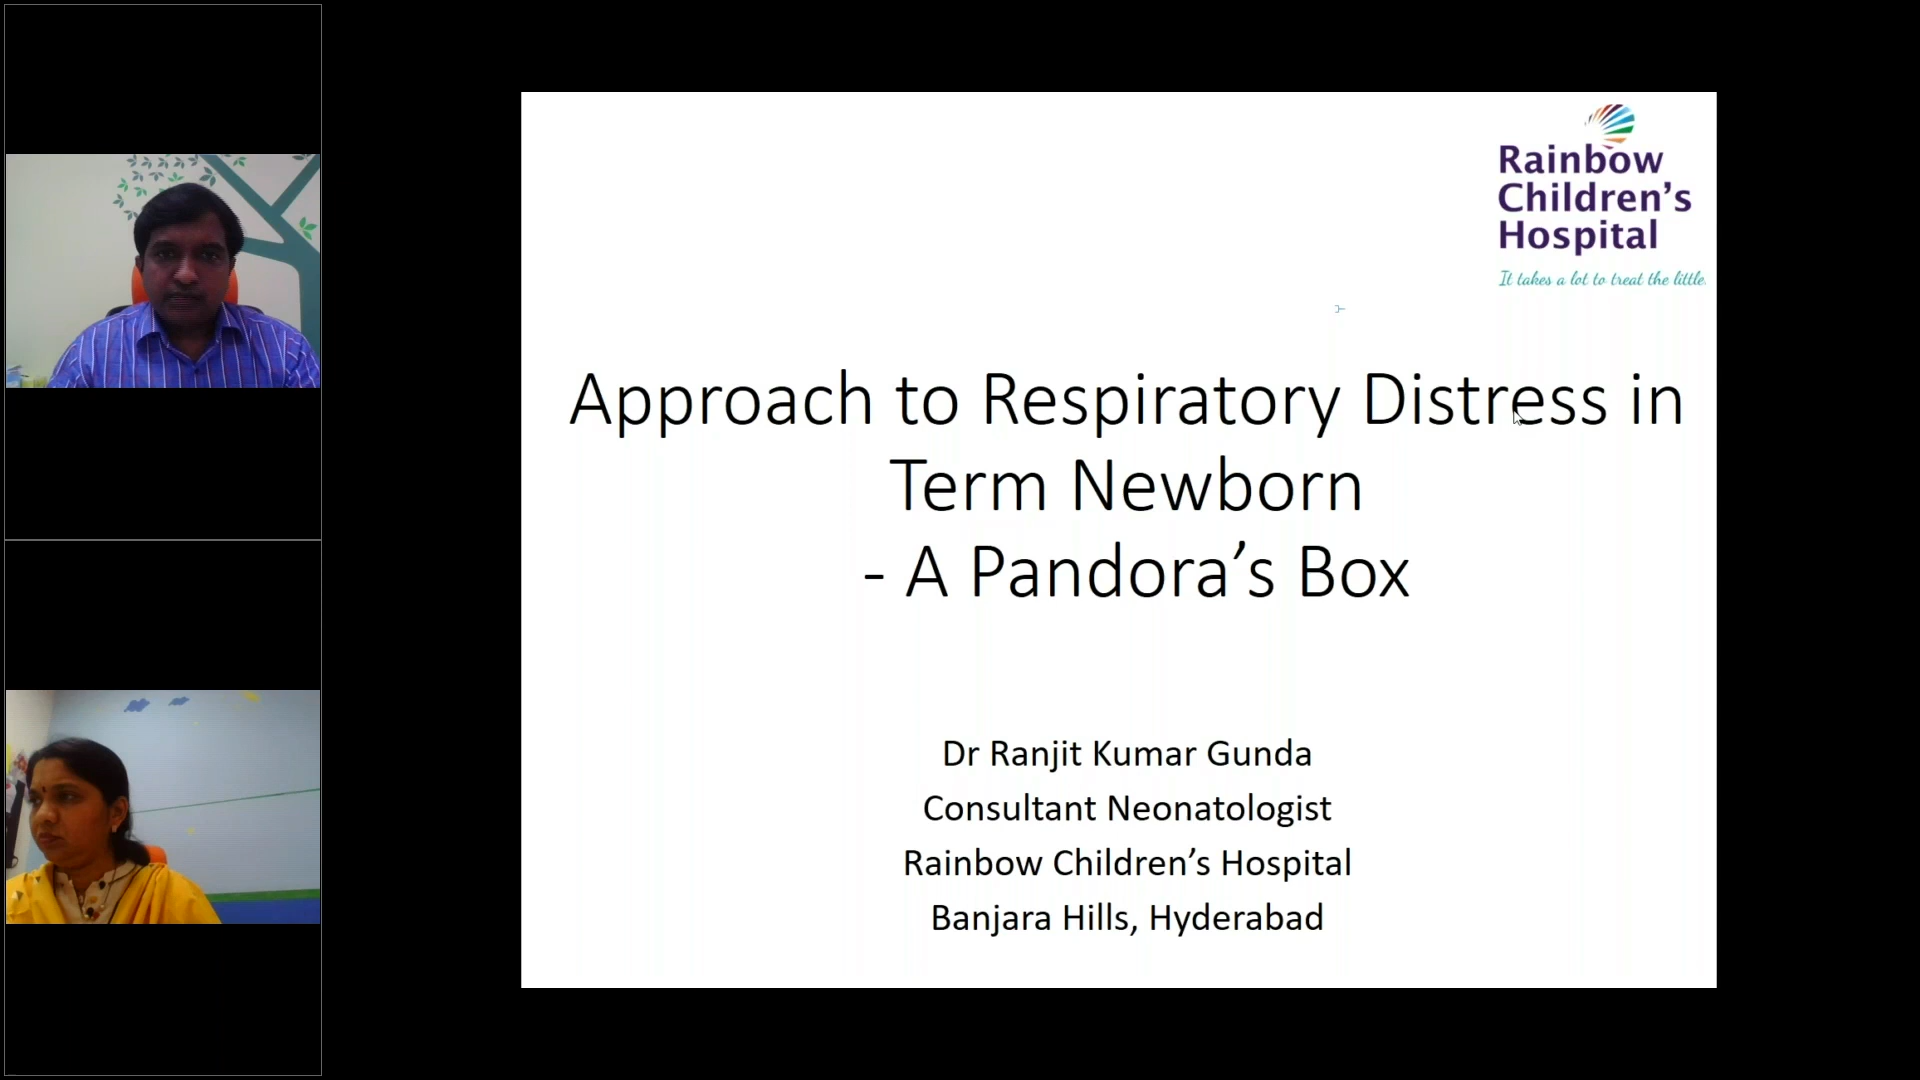 Rainbow
Children’s
Hospital
It takes a lot to treat the little.
Approach to Respiratory Distress in
Term Newborn
- A Pandora’s Box
Dr Ranjit Kumar Gunda
Consultant Neonatologist
Rainbow Children’s Hospital
Banjara Hills, Hyderabad